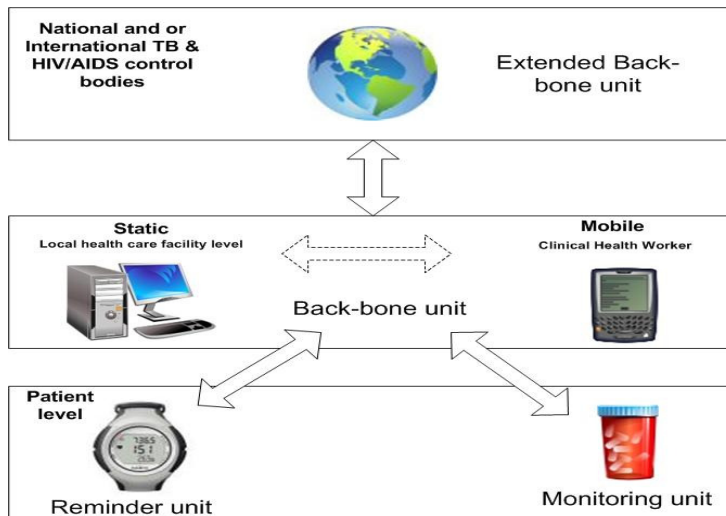 National and or
International TB &
HIV/AIDS control
bodies
Extended Back-
bone unit
Static
Local health care facility level
Mobile
Clinical Health Worker
Back-bone unit
Patient
level
Reminder unit
Monitoring unit